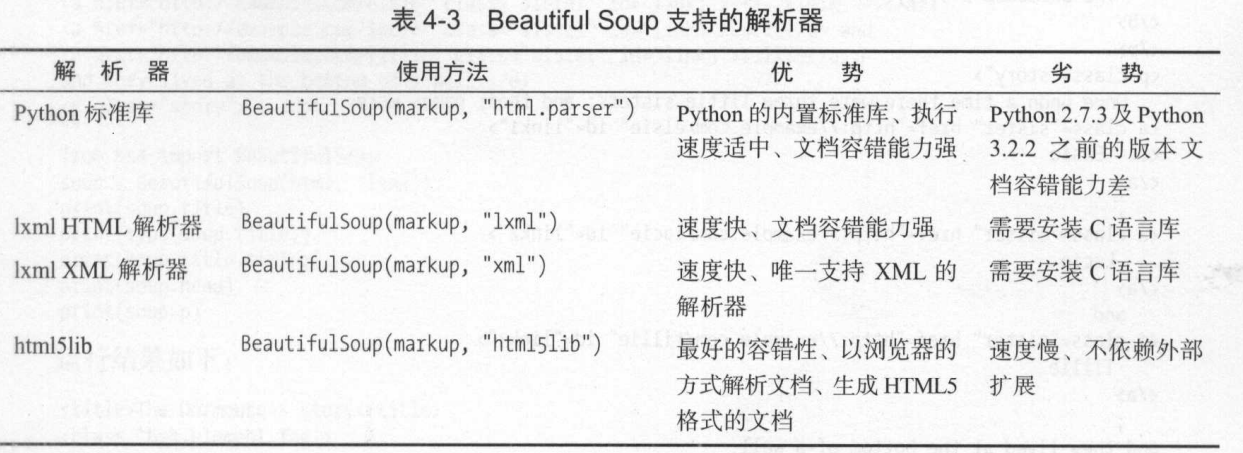 表 4-3 Beautiful Soup 支持的解析器
解 析 器 使用方法 优 势 劣 势
Python 标准库 BeautifulSoup(markup, "html.parser") Python 的内置标准库、执行 Python 2.7.3 及 Python
速度适中、文档容错能力强 3.2.2 之前的版本文
档容错能力差
lxml HTML 解析器 BeautifulSoup(markup, "lxml") 速度快、文档容错能力强 需要安装 C 语言库
lxml XML 解析器 BeautifulSoup(markup, "xml") 速度快、唯一支持 XML 的 需要安装 C 语言库
解析器
html5lib BeautifulSoup(markup, "html5lib") 最好的容错性、以浏览器的 速度慢、不依赖外部
方式解析文档、生成 HTML5 扩展
格式的文档